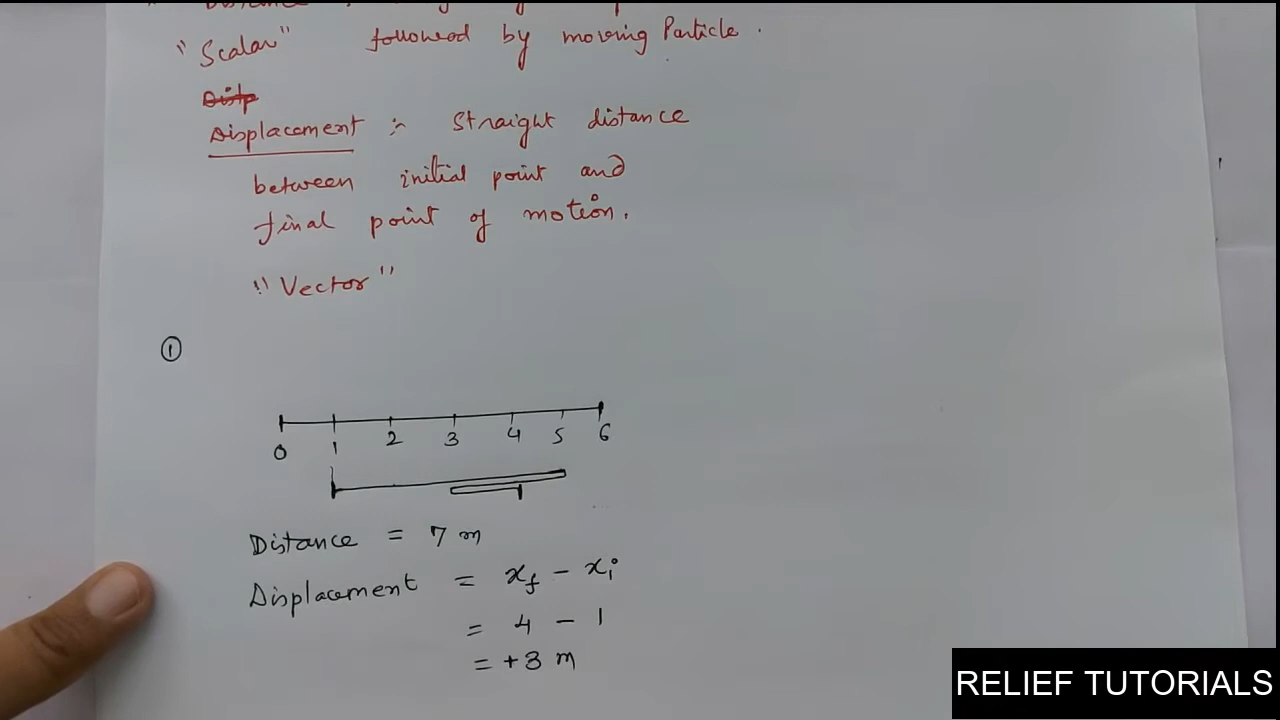 "Scalar" followed by moving Particle.
Disp
Displacement :- Straight distance
between initial point and
final point of motion.
"Vector"
①
0 1 2 3 4 5 6
Distance = 7 m
Displacement = xf - xi
= 4 - 1
= +3 m
RELIEF TUTORIALS